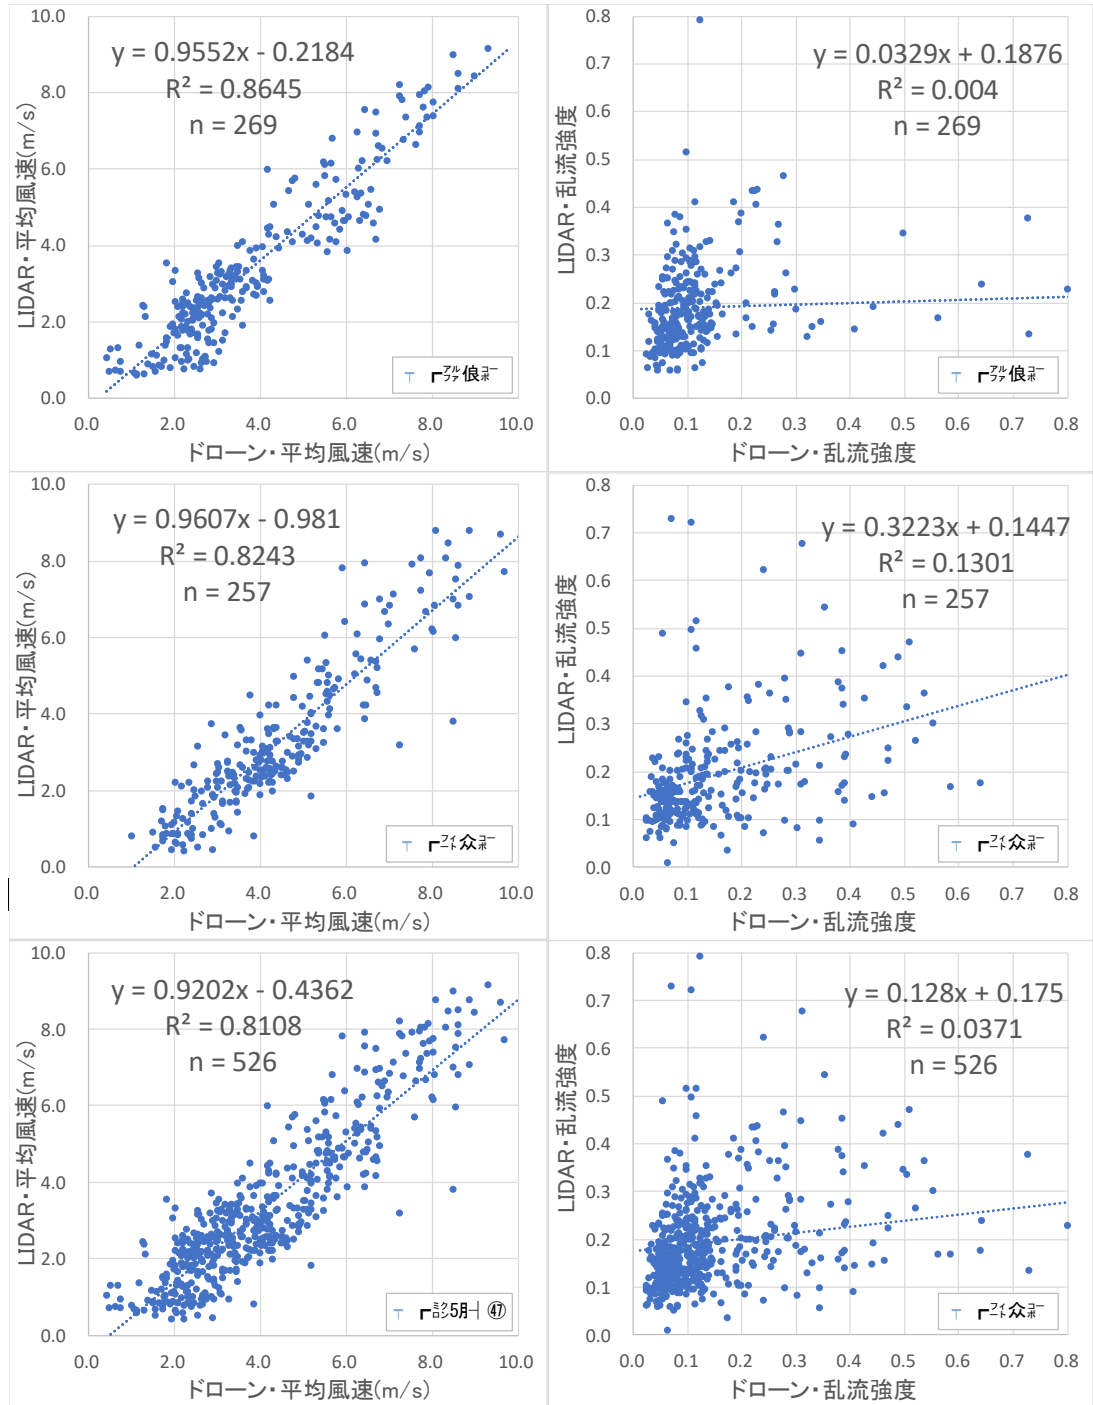 10.0
8.0
6.0
4.0
2.0
0.0
LIDAR・平均風速(m/s)
y = 0.9552x - 0.2184
R² = 0.8645
n = 269
0.0 2.0 4.0 6.0 8.0 10.0
ドローン・平均風速(m/s)
0.8
0.7
0.6
0.5
0.4
0.3
0.2
0.1
0.0
LIDAR・乱流強度
y = 0.0329x + 0.1876
R² = 0.004
n = 269
0.0 0.1 0.2 0.3 0.4 0.5 0.6 0.7 0.8
ドローン・乱流強度
10.0
8.0
6.0
4.0
2.0
0.0
LIDAR・平均風速(m/s)
y = 0.9607x - 0.981
R² = 0.8243
n = 257
0.0 2.0 4.0 6.0 8.0 10.0
ドローン・平均風速(m/s)
0.8
0.7
0.6
0.5
0.4
0.3
0.2
0.1
0.0
LIDAR・乱流強度
y = 0.3223x + 0.1447
R² = 0.1301
n = 257
0.0 0.1 0.2 0.3 0.4 0.5 0.6 0.7 0.8
ドローン・乱流強度
10.0
8.0
6.0
4.0
2.0
0.0
LIDAR・平均風速(m/s)
y = 0.9202x - 0.4362
R² = 0.8108
n = 526
0.0 2.0 4.0 6.0 8.0 10.0
ドローン・平均風速(m/s)
0.8
0.7
0.6
0.5
0.4
0.3
0.2
0.1
0.0
LIDAR・乱流強度
y = 0.128x + 0.175
R² = 0.0371
n = 526
0.0 0.1 0.2 0.3 0.4 0.5 0.6 0.7 0.8
ドローン・乱流強度